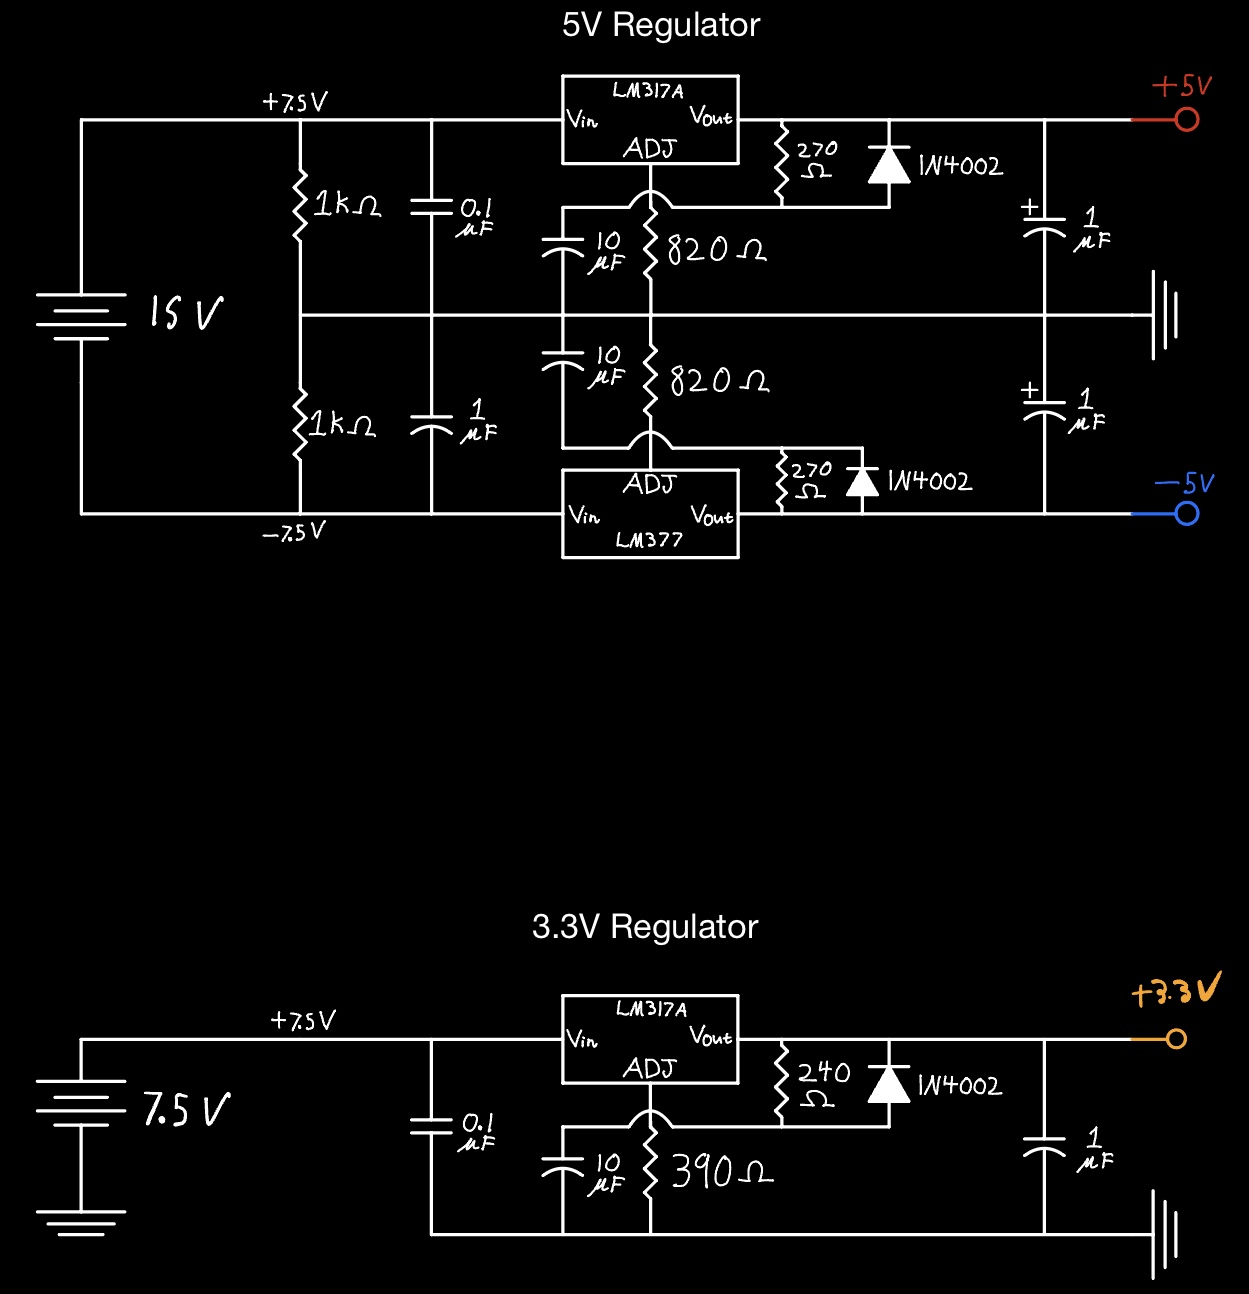 5V Regulator
+7.5V
LM317A
Vin
Vout
ADJ
+5V
1kΩ
0.1
μF
270
Ω
1N4002
10
μF
820Ω
+
1
μF
15 V
10
μF
820Ω
+
1
μF
1kΩ
1
μF
270
Ω
1N4002
-5V
-7.5V
ADJ
Vin
Vout
LM377
3.3V Regulator
+7.5V
LM317A
Vin
Vout
ADJ
+3.3V
7.5 V
0.1
μF
240
Ω
1N4002
10
μF
390Ω
1
μF